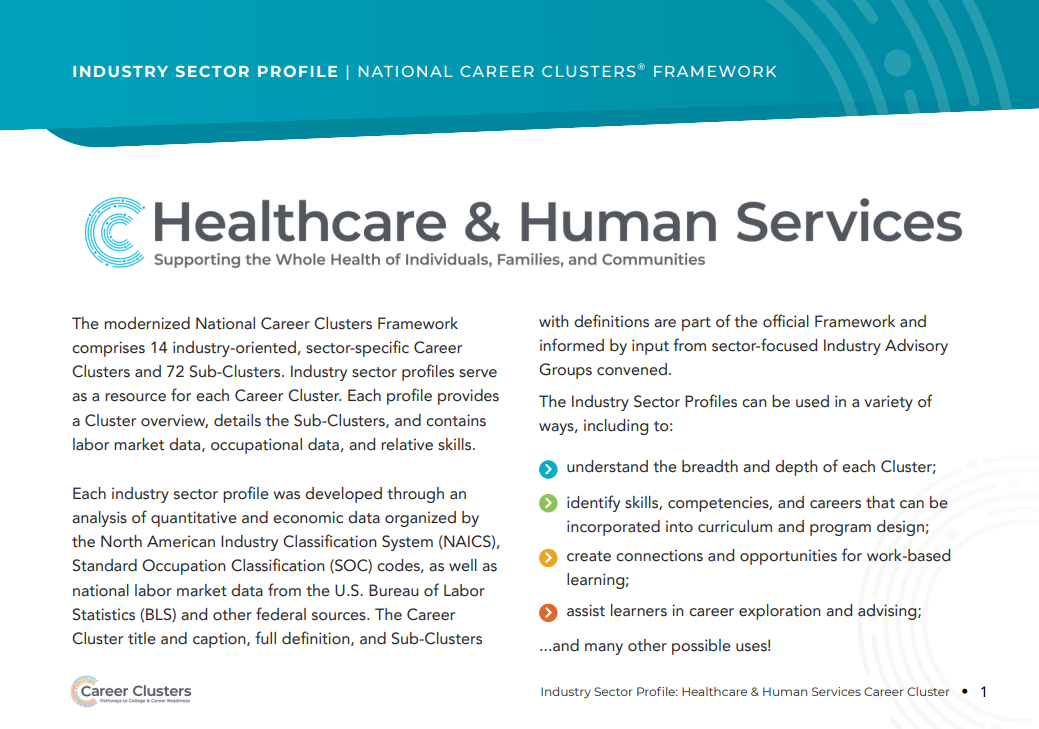 INDUSTRY SECTOR PROFILE | NATIONAL CAREER CLUSTERS® FRAMEWORK
Healthcare & Human Services
Supporting the Whole Health of Individuals, Families, and Communities
The modernized National Career Clusters Framework
comprises 14 industry-oriented, sector-specific Career
Clusters and 72 Sub-Clusters. Industry sector profiles serve
as a resource for each Career Cluster. Each profile provides
a Cluster overview, details the Sub-Clusters, and contains
labor market data, occupational data, and relative skills.
Each industry sector profile was developed through an
analysis of quantitative and economic data organized by
the North American Industry Classification System (NAICS),
Standard Occupation Classification (SOC) codes, as well as
national labor market data from the U.S. Bureau of Labor
Statistics (BLS) and other federal sources. The Career
Cluster title and caption, full definition, and Sub-Clusters
with definitions are part of the official Framework and
informed by input from sector-focused Industry Advisory
Groups convened.
The Industry Sector Profiles can be used in a variety of
ways, including to:
understand the breadth and depth of each Cluster;
identify skills, competencies, and careers that can be
incorporated into curriculum and program design;
create connections and opportunities for work-based
learning;
assist learners in career exploration and advising;
...and many other possible uses!
Career Clusters
Pathways to College & Career Readiness
Industry Sector Profile: Healthcare & Human Services Career Cluster • 1